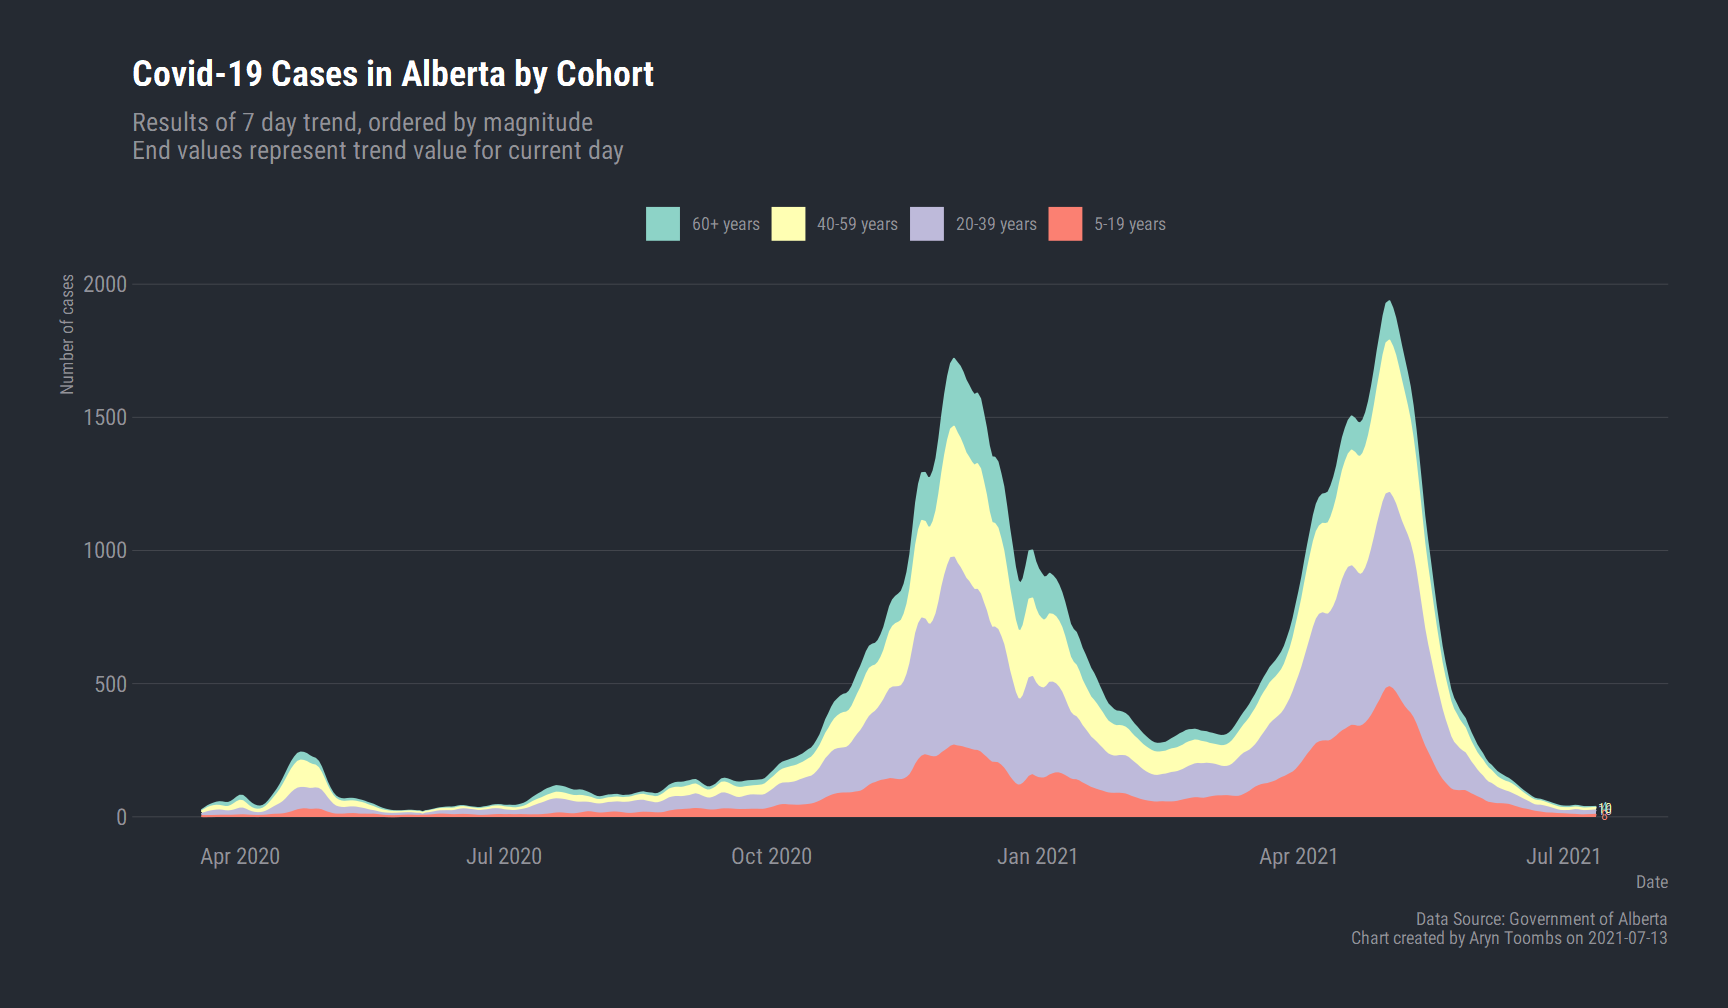 Covid-19 Cases in Alberta by Cohort
Results of 7 day trend, ordered by magnitude
End values represent trend value for current day
60+ years 40-59 years 20-39 years 5-19 years
Number of cases
2000
1500
1000
500
0
Apr 2020 Jul 2020 Oct 2020 Jan 2021 Apr 2021 Jul 2021
Date
Data Source: Government of Alberta
Chart created by Aryn Toombs on 2021-07-13